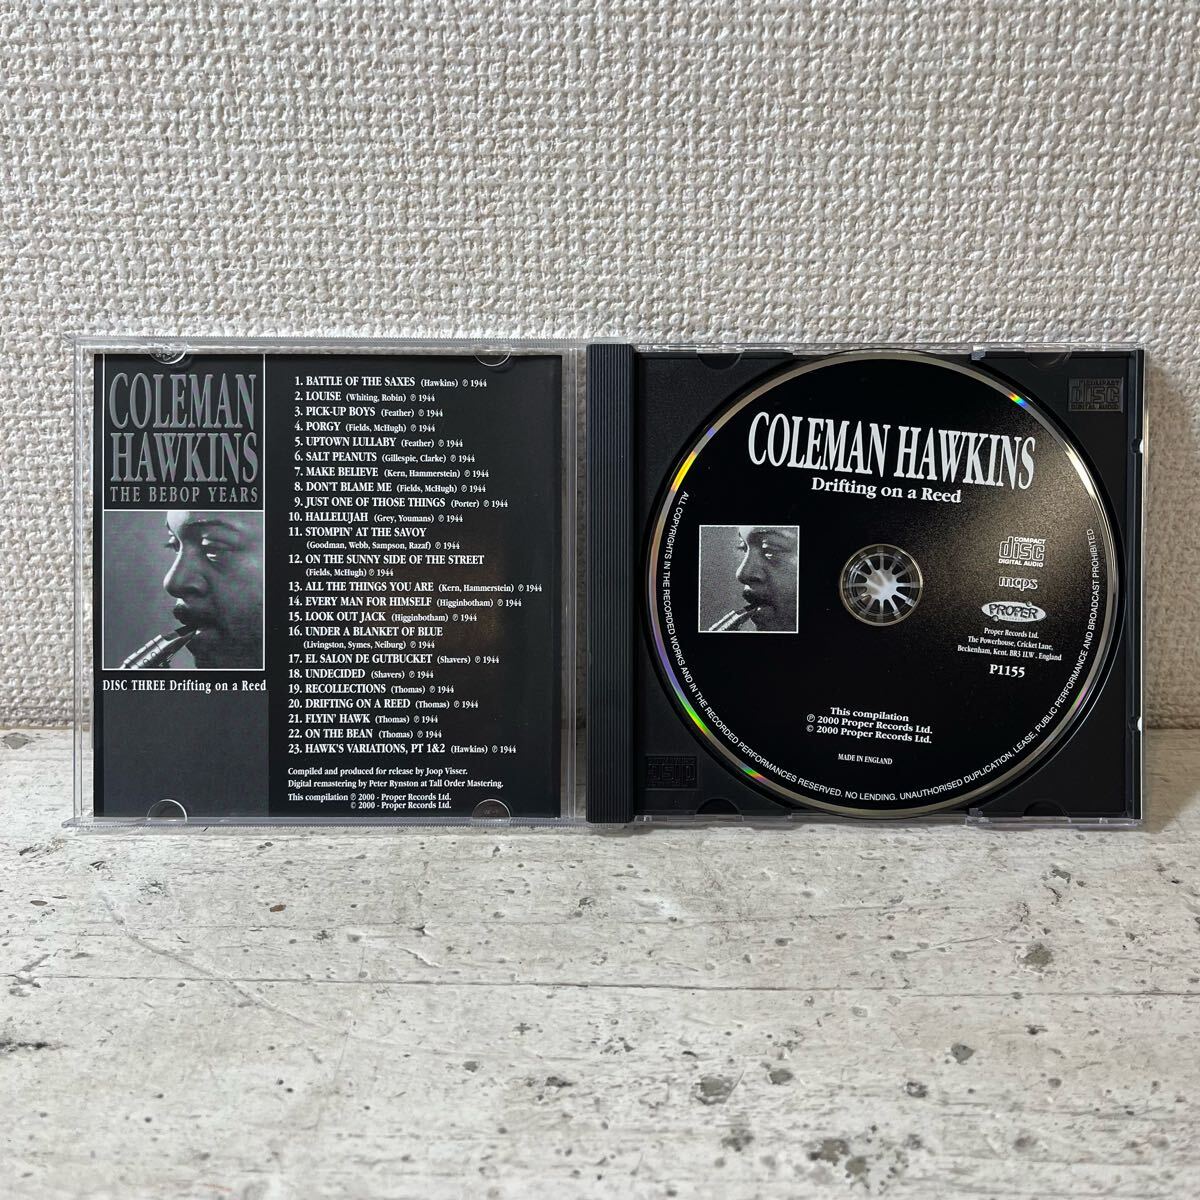 COLEMAN
HAWKINS
THE BEBOP YEARS
DISC THREE Drifting on a Reed
1. BATTLE OF THE SAXES (Hawkins) ℗ 1944
2. LOUISE (Whiting, Robin) ℗ 1944
3. PICK-UP BOYS (Feather) ℗ 1944
4. PORGY (Fields, McHugh) ℗ 1944
5. UPTOWN LULLABY (Feather) ℗ 1944
6. SALT PEANUTS (Gillespie, Clarke) ℗ 1944
7. MAKE BELIEVE (Kern, Hammerstein) ℗ 1944
8. DON'T BLAME ME (Fields, McHugh) ℗ 1944
9. JUST ONE OF THOSE THINGS (Porter) ℗ 1944
10. HALLELUJAH (Grey, Youmans) ℗ 1944
11. STOMPIN' AT THE SAVOY
(Goodman, Webb, Sampson, Razaf) ℗ 1944
12. ON THE SUNNY SIDE OF THE STREET
(Fields, McHugh) ℗ 1944
13. ALL THE THINGS YOU ARE (Kern, Hammerstein) ℗ 1944
14. EVERY MAN FOR HIMSELF (Higginbotham) ℗ 1944
15. LOOK OUT JACK (Higginbotham) ℗ 1944
16. UNDER A BLANKET OF BLUE
(Livingston, Symes, Neiburg) ℗ 1944
17. EL SALON DE GUTBUCKET (Shavers) ℗ 1944
18. UNDECIDED (Shavers) ℗ 1944
19. RECOLLECTIONS (Thomas) ℗ 1944
20. DRIFTING ON A REED (Thomas) ℗ 1944
21. FLYIN' HAWK (Thomas) ℗ 1944
22. ON THE BEAN (Thomas) ℗ 1944
23. HAWK'S VARIATIONS, PT 1&2 (Hawkins) ℗ 1944
Compiled and produced for release by Joop Visser.
Digital remastering by Peter Rynston at Tall Order Mastering.
This compilation ℗ 2000 - Proper Records Ltd.
© 2000 - Proper Records Ltd.
COLEMAN HAWKINS
Drifting on a Reed
COMPACT
disc
DIGITAL AUDIO
mcps
PROPER
Proper Records Ltd.
The Powerhouse, Cricket Lane,
Beckenham, Kent. BR3 1LW . England
P1155
This compilation
℗ 2000 Proper Records Ltd.
© 2000 Proper Records Ltd.
MADE IN ENGLAND
ALL COPYRIGHTS IN THE RECORDED WORKS AND IN THE RECORDED PERFORMANCES RESERVED. NO LENDING. UNAUTHORISED DUPLICATION, LEASE, PUBLIC PERFORMANCE AND BROADCAST PROHIBITED
COMPACT
disc
DIGITAL AUDIO